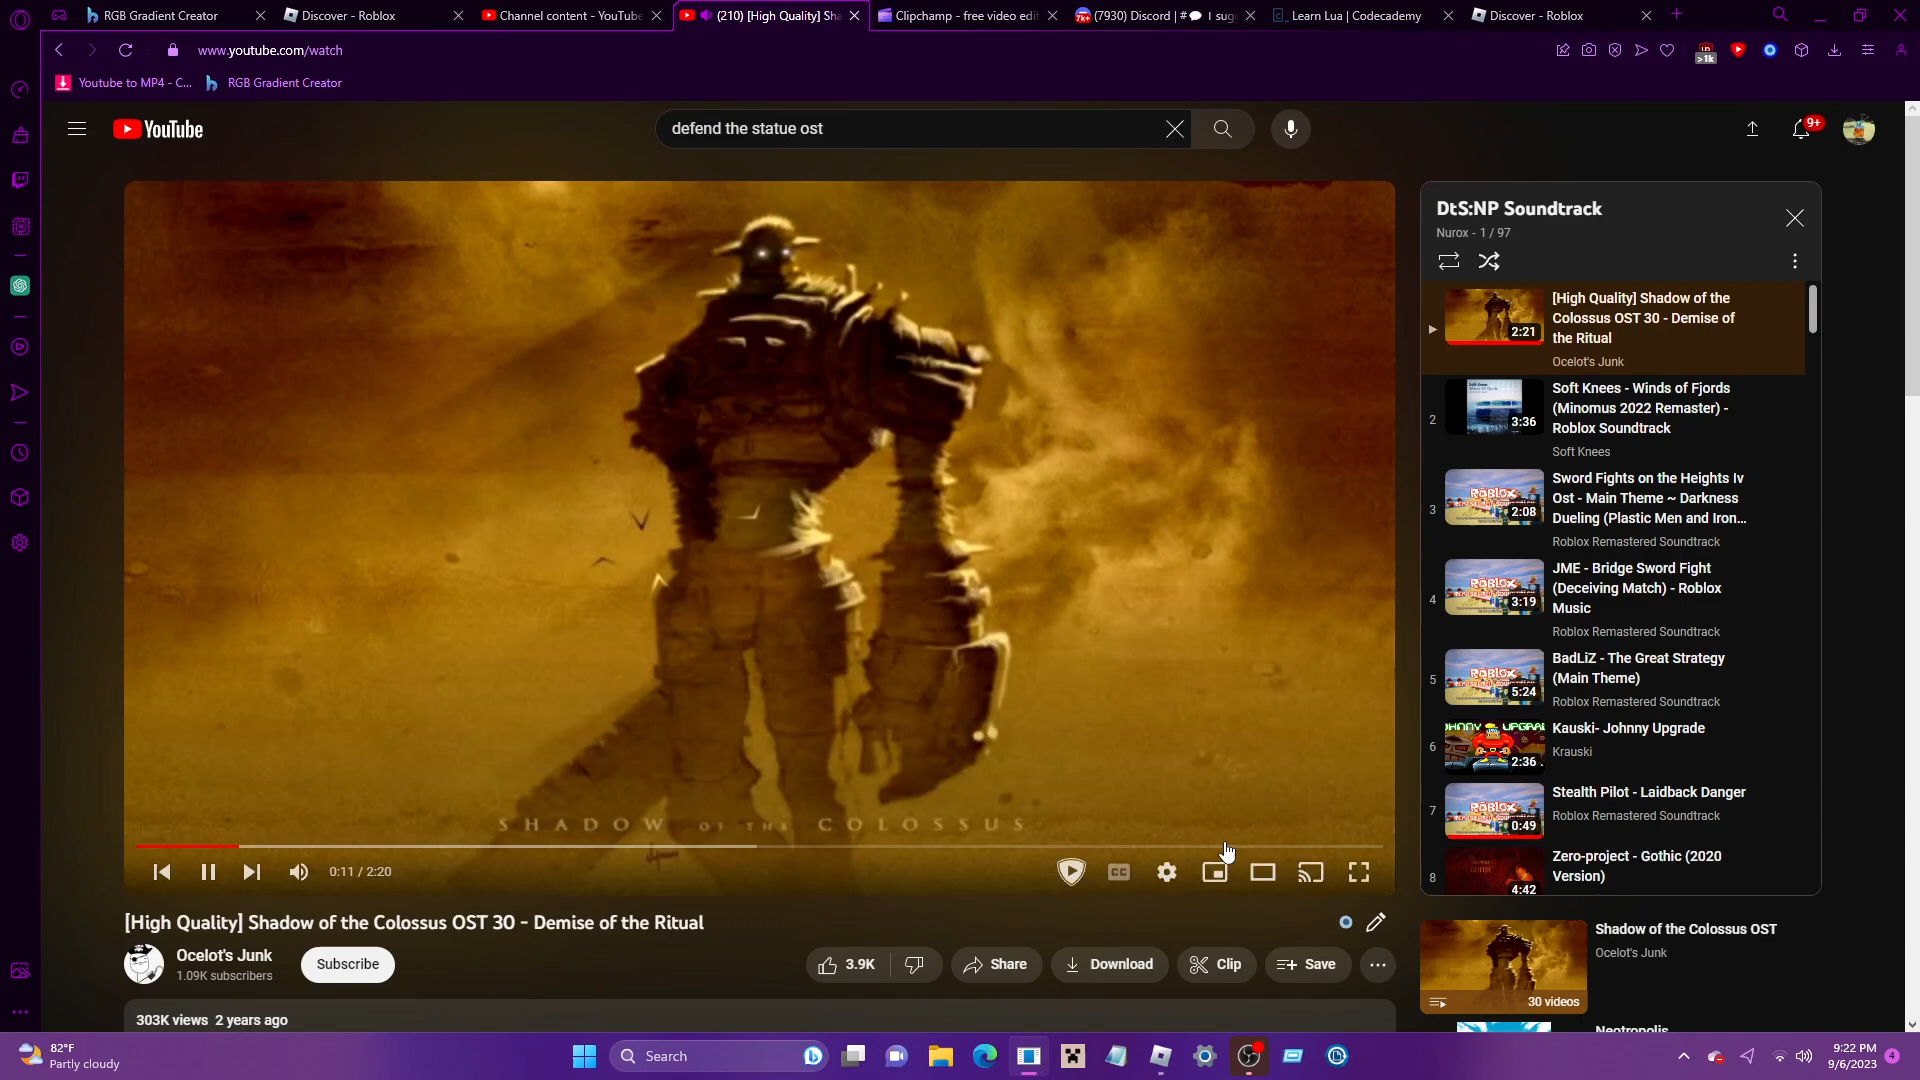 RGB Gradient Creator
Discover - Roblox
Channel content - YouTube
(210) [High Quality] Sha
Clipchamp - free video edit
(7930) Discord | #💬 I sug
Learn Lua | Codecademy
Discover - Roblox
www.youtube.com/watch
>1k
Youtube to MP4 - C...
RGB Gradient Creator
YouTube
defend the statue ost
9+
DtS:NP Soundtrack
Nurox - 1 / 97
[High Quality] Shadow of the
Colossus OST 30 - Demise of
the Ritual
2:21
Ocelot's Junk
2
Soft Knees - Winds of Fjords
(Minomus 2022 Remaster) -
Roblox Soundtrack
3:36
Soft Knees
3
Sword Fights on the Heights Iv
Ost - Main Theme ~ Darkness
Dueling (Plastic Men and Iron...
2:08
Roblox Remastered Soundtrack
4
JME - Bridge Sword Fight
(Deceiving Match) - Roblox
Music
3:19
Roblox Remastered Soundtrack
5
BadLiZ - The Great Strategy
(Main Theme)
5:24
Roblox Remastered Soundtrack
6
Kauski- Johnny Upgrade
Krauski
2:36
7
Stealth Pilot - Laidback Danger
Roblox Remastered Soundtrack
0:49
8
Zero-project - Gothic (2020
Version)
4:42
SHADOW OF THE COLOSSUS
0:11 / 2:20
CC
[High Quality] Shadow of the Colossus OST 30 - Demise of the Ritual
Ocelot's Junk
1.09K subscribers
Subscribe
3.9K
Share
Download
Clip
Save
303K views 2 years ago
Shadow of the Colossus OST
Ocelot's Junk
30 videos
Neotropolis
82°F
Partly cloudy
Search
9:22 PM
9/6/2023
4